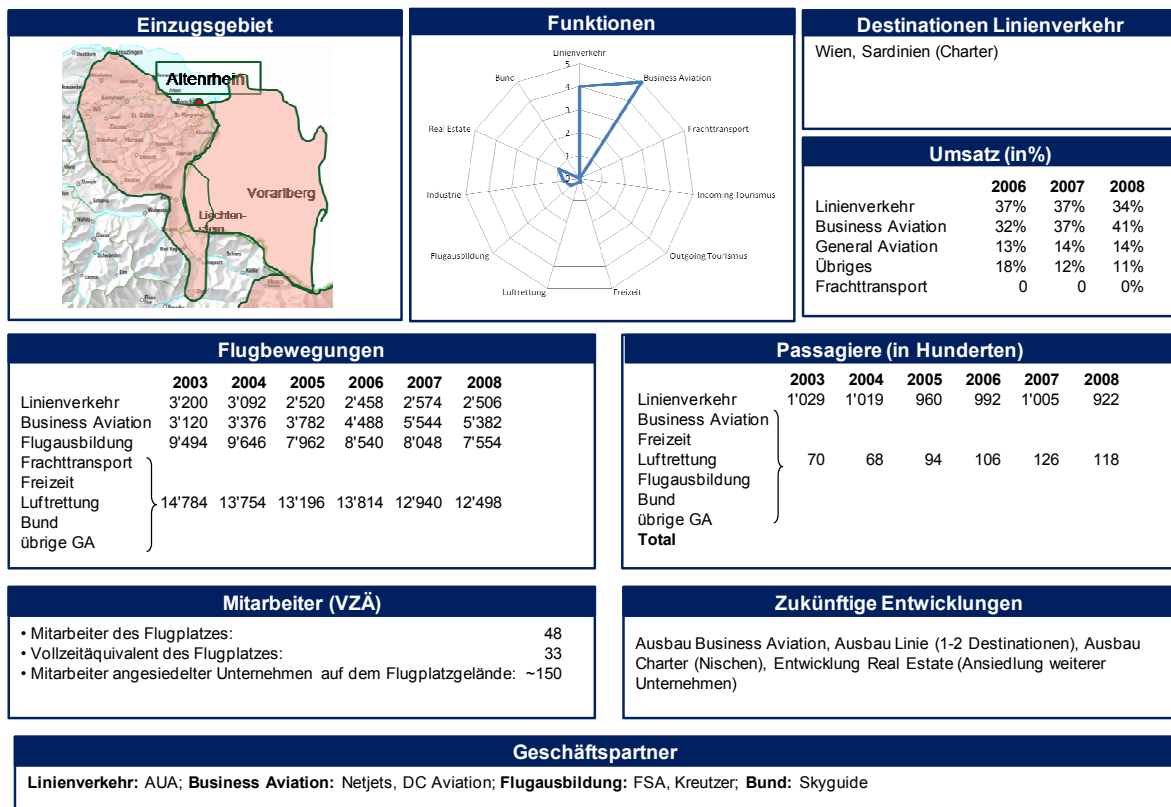 Einzugsgebiet
Altenrhein
Vorarlberg
Liechten-
stein
Funktionen
Linienverkehr
Business Aviation
Frachttransport
Incoming Tourismus
Outgoing Tourismus
Freizeit
Luftrettung
Flugausbildung
Industrie
Real Estate
Bund
5
4
3
2
1
0
Destinationen Linienverkehr
Wien, Sardinien (Charter)
Umsatz (in%)
2006 2007 2008
Linienverkehr 37% 37% 34%
Business Aviation 32% 37% 41%
General Aviation 13% 14% 14%
Übriges 18% 12% 11%
Frachttransport 0 0 0%
Flugbewegungen
2003 2004 2005 2006 2007 2008
Linienverkehr 3'200 3'092 2'520 2'458 2'574 2'506
Business Aviation 3'120 3'376 3'782 4'488 5'544 5'382
Flugausbildung 9'494 9'646 7'962 8'540 8'048 7'554
Frachttransport
Freizeit
Luftrettung 14'784 13'754 13'196 13'814 12'940 12'498
Bund
übrige GA
Passagiere (in Hunderten)
2003 2004 2005 2006 2007 2008
Linienverkehr 1'029 1'019 960 992 1'005 922
Business Aviation
Freizeit
Luftrettung 70 68 94 106 126 118
Flugausbildung
Bund
übrige GA
Total
Mitarbeiter (VZÄ)
• Mitarbeiter des Flugplatzes: 48
• Vollzeitäquivalent des Flugplatzes: 33
• Mitarbeiter angesiedelter Unternehmen auf dem Flugplatzgelände: ~150
Zukünftige Entwicklungen
Ausbau Business Aviation, Ausbau Linie (1-2 Destinationen), Ausbau
Charter (Nischen), Entwicklung Real Estate (Ansiedlung weiterer
Unternehmen)
Geschäftspartner
Linienverkehr: AUA; Business Aviation: Netjets, DC Aviation; Flugausbildung: FSA, Kreutzer; Bund: Skyguide